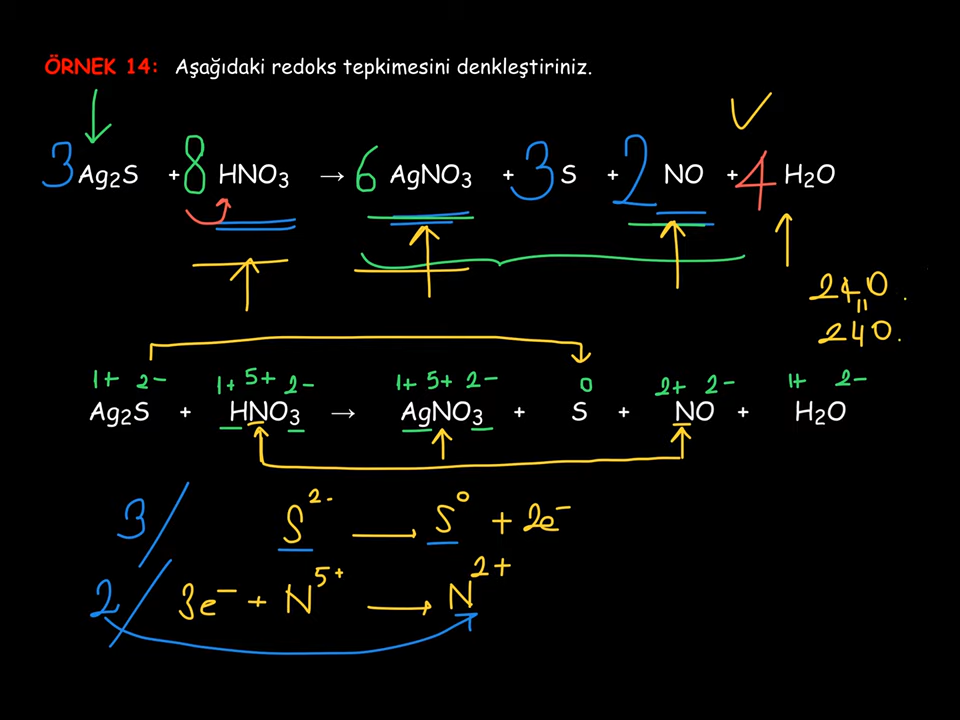 ÖRNEK 14: Aşağıdaki redoks tepkimesini denkleştiriniz.
3 Ag₂S + 8 HNO₃ → 6 AgNO₃ + 3 S + 2 NO + 4 H₂O
24,0.
240.
1+ 2- 1+ 5+ 2- 1+ 5+ 2- 0 2+ 2- 1+ 2-
Ag₂S + HNO₃ → AgNO₃ + S + NO + H₂O
3/ S²⁻ → S⁰ + 2e⁻
2/ 3e⁻ + N⁵⁺ → N²⁺